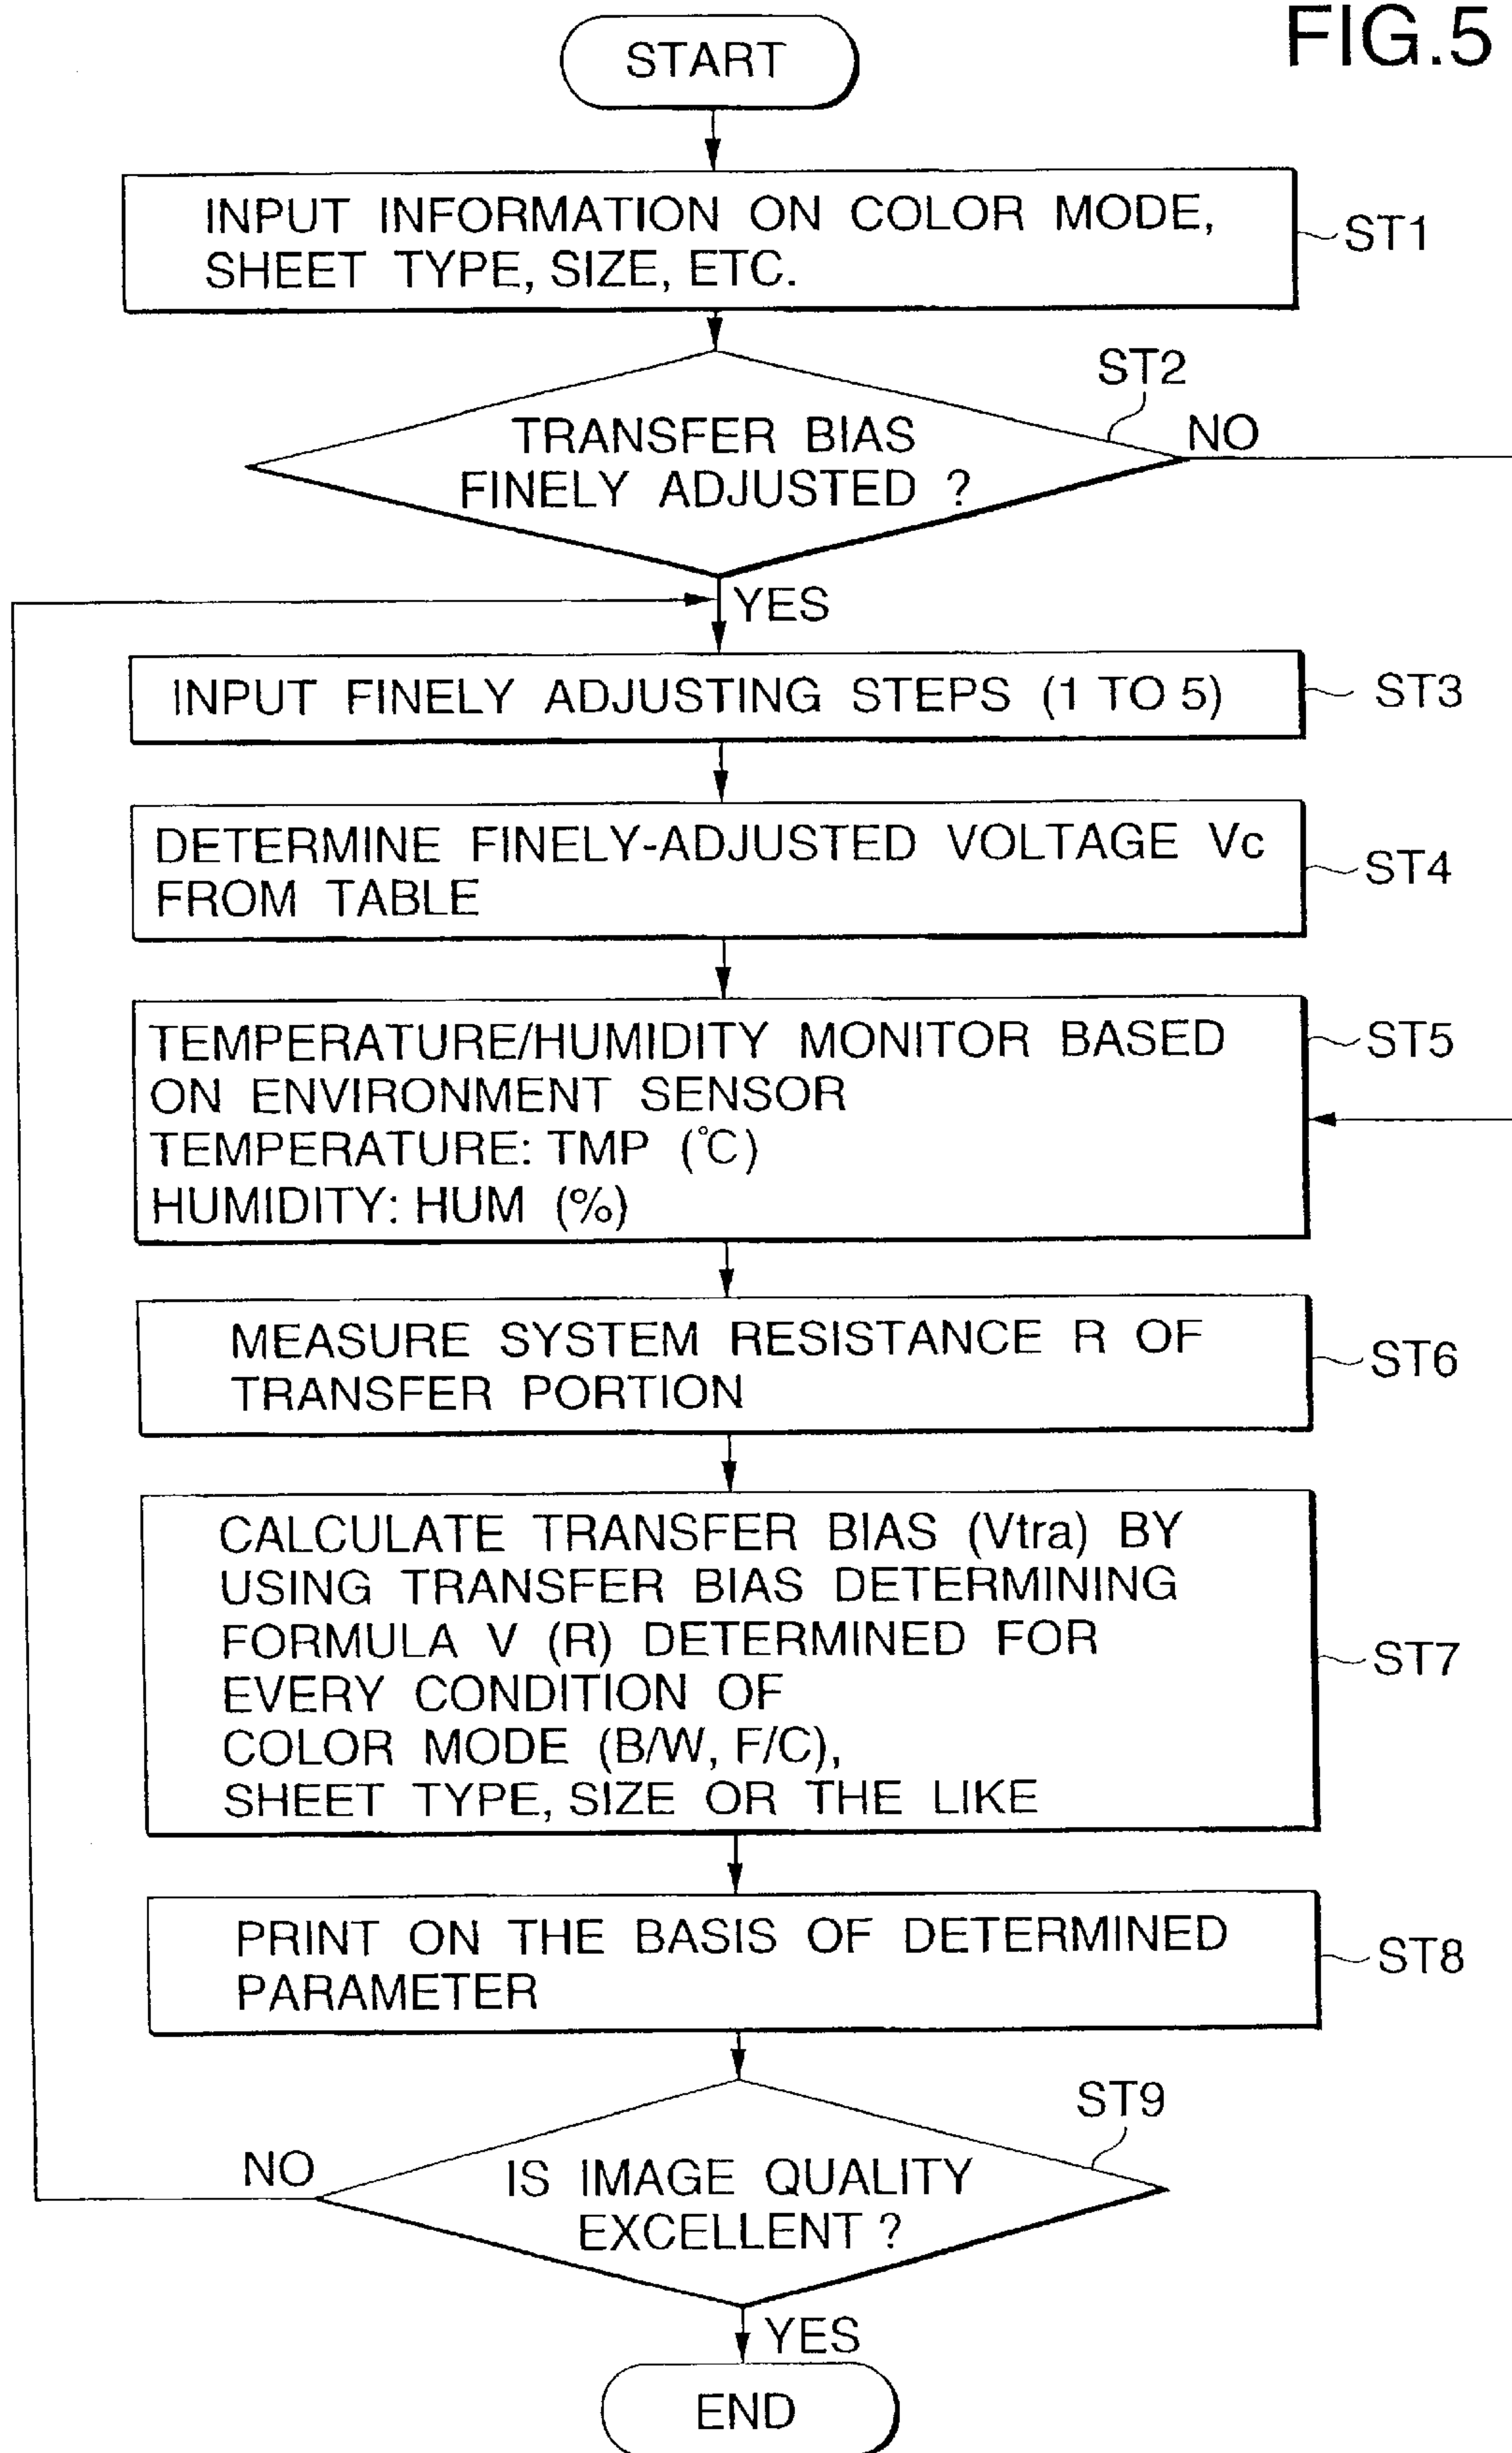 FIG.5
START
INPUT INFORMATION ON COLOR MODE,
SHEET TYPE, SIZE, ETC.
ST1
ST2
TRANSFER BIAS
FINELY ADJUSTED ?
NO
YES
INPUT FINELY ADJUSTING STEPS (1 TO 5)
ST3
DETERMINE FINELY-ADJUSTED VOLTAGE Vc
FROM TABLE
ST4
TEMPERATURE/HUMIDITY MONITOR BASED
ON ENVIRONMENT SENSOR
TEMPERATURE: TMP (℃)
HUMIDITY: HUM (%)
ST5
MEASURE SYSTEM RESISTANCE R OF
TRANSFER PORTION
ST6
CALCULATE TRANSFER BIAS (Vtra) BY
USING TRANSFER BIAS DETERMINING
FORMULA V (R) DETERMINED FOR
EVERY CONDITION OF
COLOR MODE (B/W, F/C),
SHEET TYPE, SIZE OR THE LIKE
ST7
PRINT ON THE BASIS OF DETERMINED
PARAMETER
ST8
ST9
NO
IS IMAGE QUALITY
EXCELLENT ?
YES
END